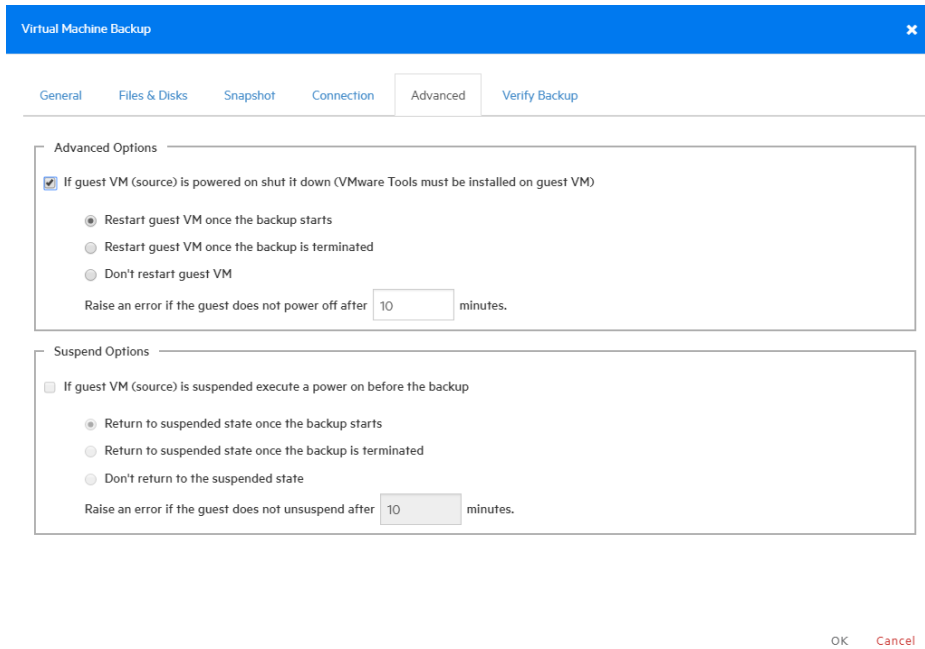 Virtual Machine Backup
General Files & Disks Snapshot Connection Advanced Verify Backup
Advanced Options
If guest VM (source) is powered on shut it down (VMware Tools must be installed on guest VM)
Restart guest VM once the backup starts
Restart guest VM once the backup is terminated
Don't restart guest VM
Raise an error if the guest does not power off after 10 minutes.
Suspend Options
If guest VM (source) is suspended execute a power on before the backup
Return to suspended state once the backup starts
Return to suspended state once the backup is terminated
Don't return to the suspended state
Raise an error if the guest does not unsuspend after 10 minutes.
OK Cancel